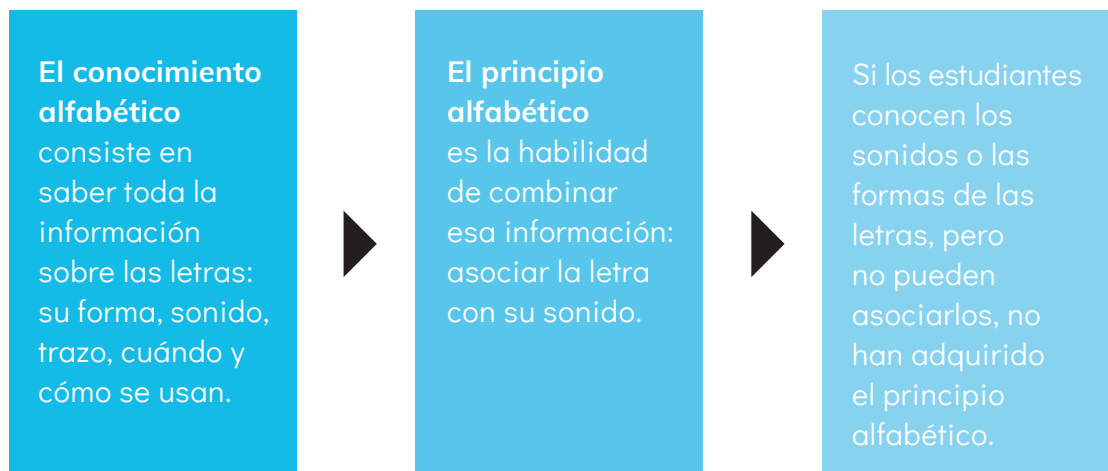 El conocimiento
alfabético
consiste en
saber toda la
información
sobre las letras:
su forma, sonido,
trazo, cuándo y
cómo se usan.
El principio
alfabético
es la habilidad
de combinar
esa información:
asociar la letra
con su sonido.
Si los estudiantes
conocen los
sonidos o las
formas de las
letras, pero
no pueden
asociarlos, no
han adquirido
el principio
alfabético.